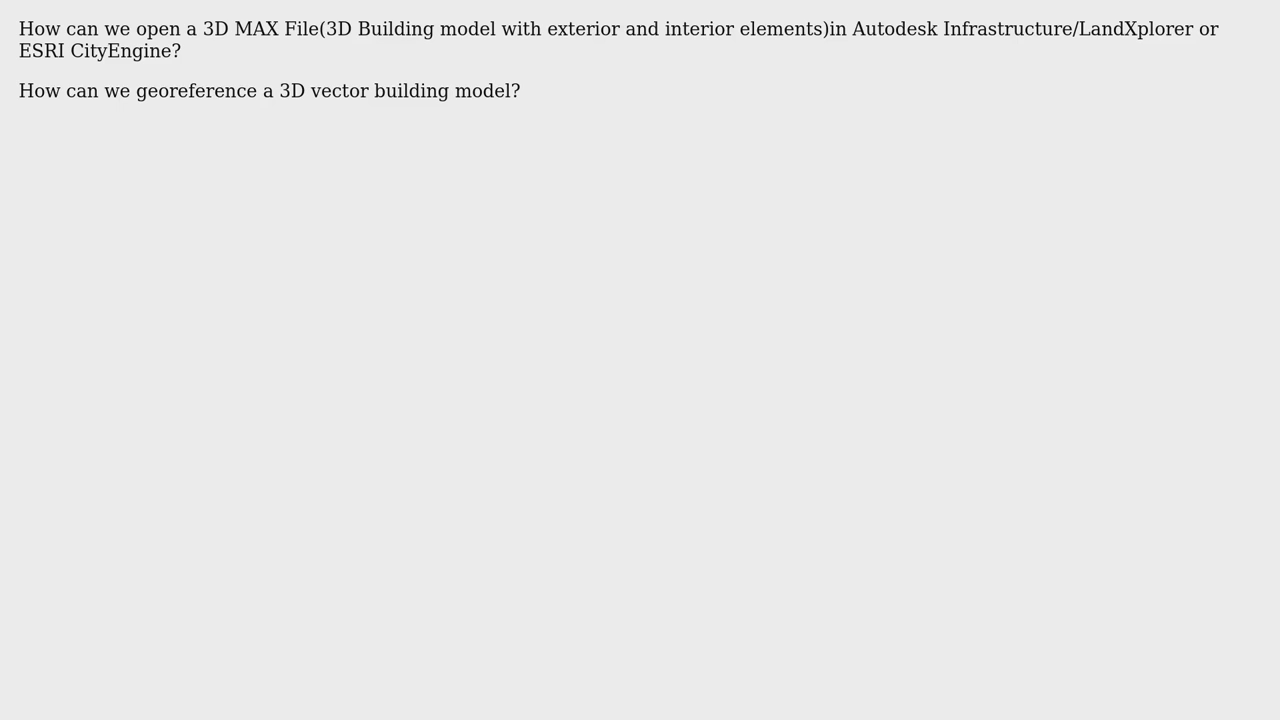 How can we open a 3D MAX File(3D Building model with exterior and interior elements)in Autodesk Infrastructure/LandXplorer or
ESRI CityEngine?
How can we georeference a 3D vector building model?